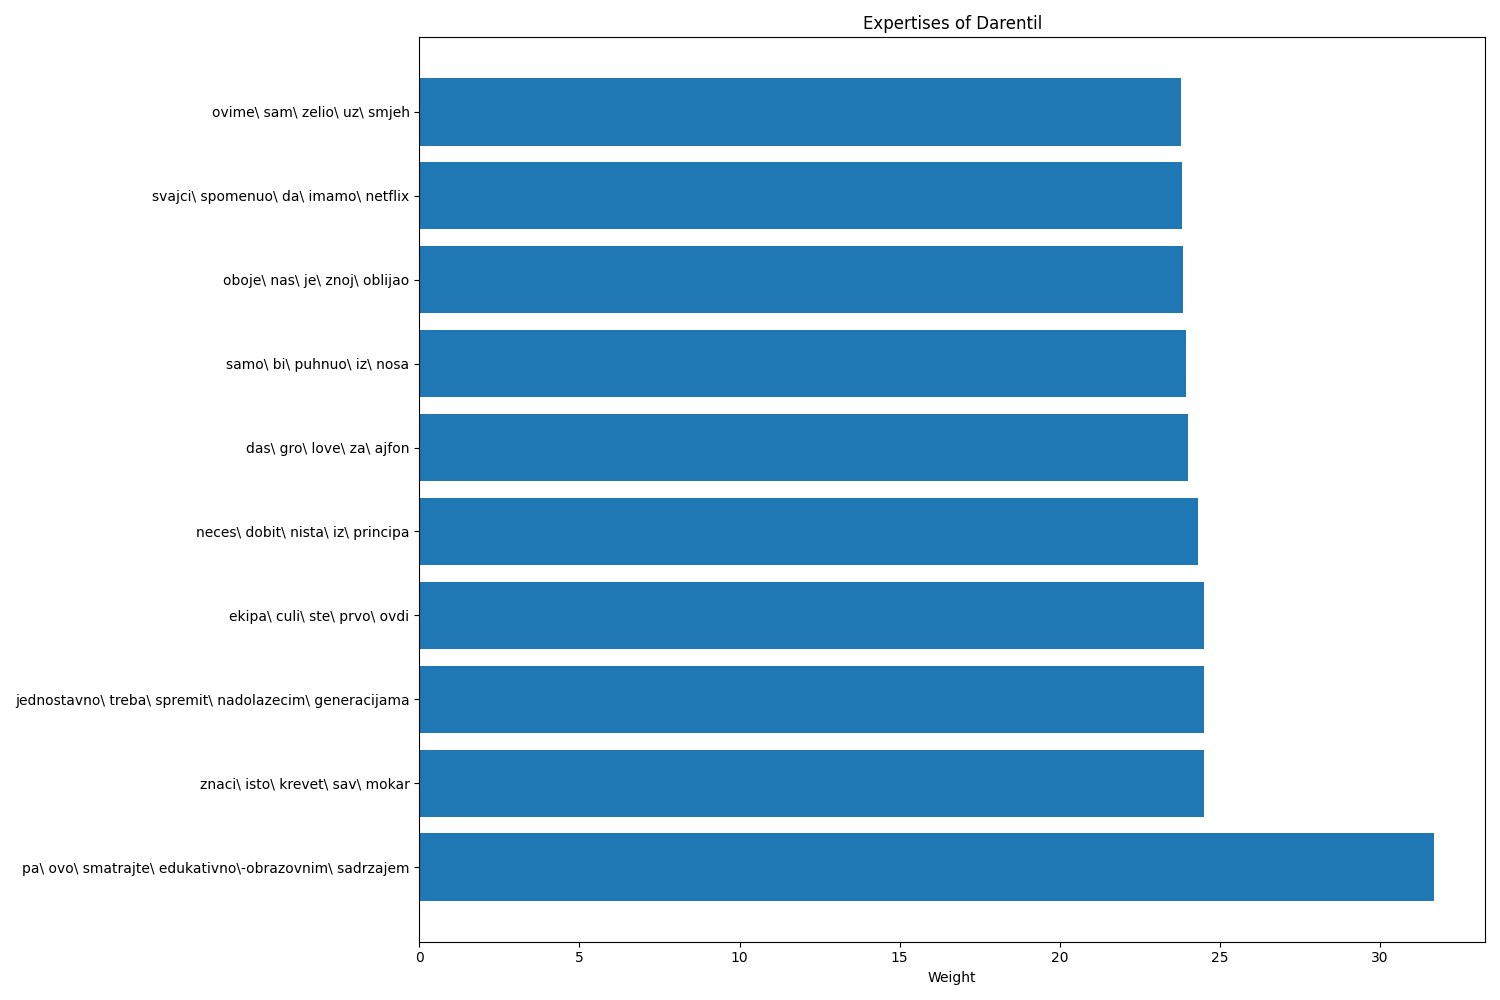 Expertises of Darentil
ovime\ sam\ zelio\ uz\ smjeh
svajci\ spomenuo\ da\ imamo\ netflix
oboje\ nas\ je\ znoj\ oblijao
samo\ bi\ puhnuo\ iz\ nosa
das\ gro\ love\ za\ ajfon
neces\ dobit\ nista\ iz\ principa
ekipa\ culi\ ste\ prvo\ ovdi
jednostavno\ treba\ spremit\ nadolazecim\ generacijama
znaci\ isto\ krevet\ sav\ mokar
pa\ ovo\ smatrajte\ edukativno\-obrazovnim\ sadrzajem
0 5 10 15 20 25 30
Weight